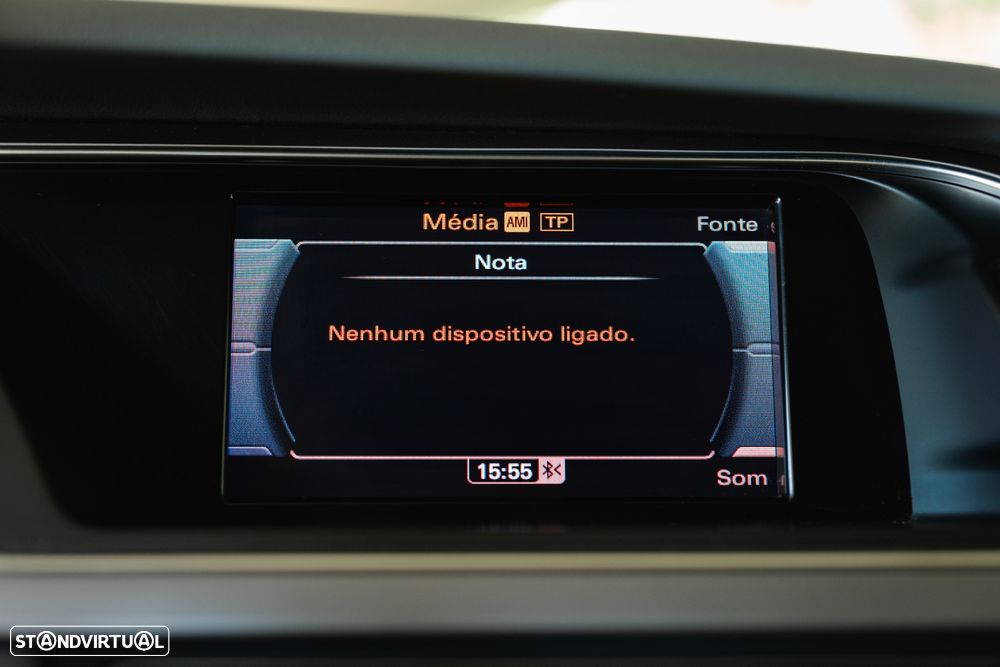 Média AMI TP Fonte
Nota
Nenhum dispositivo ligado.
15:55
Som
STANDVIRTUAL